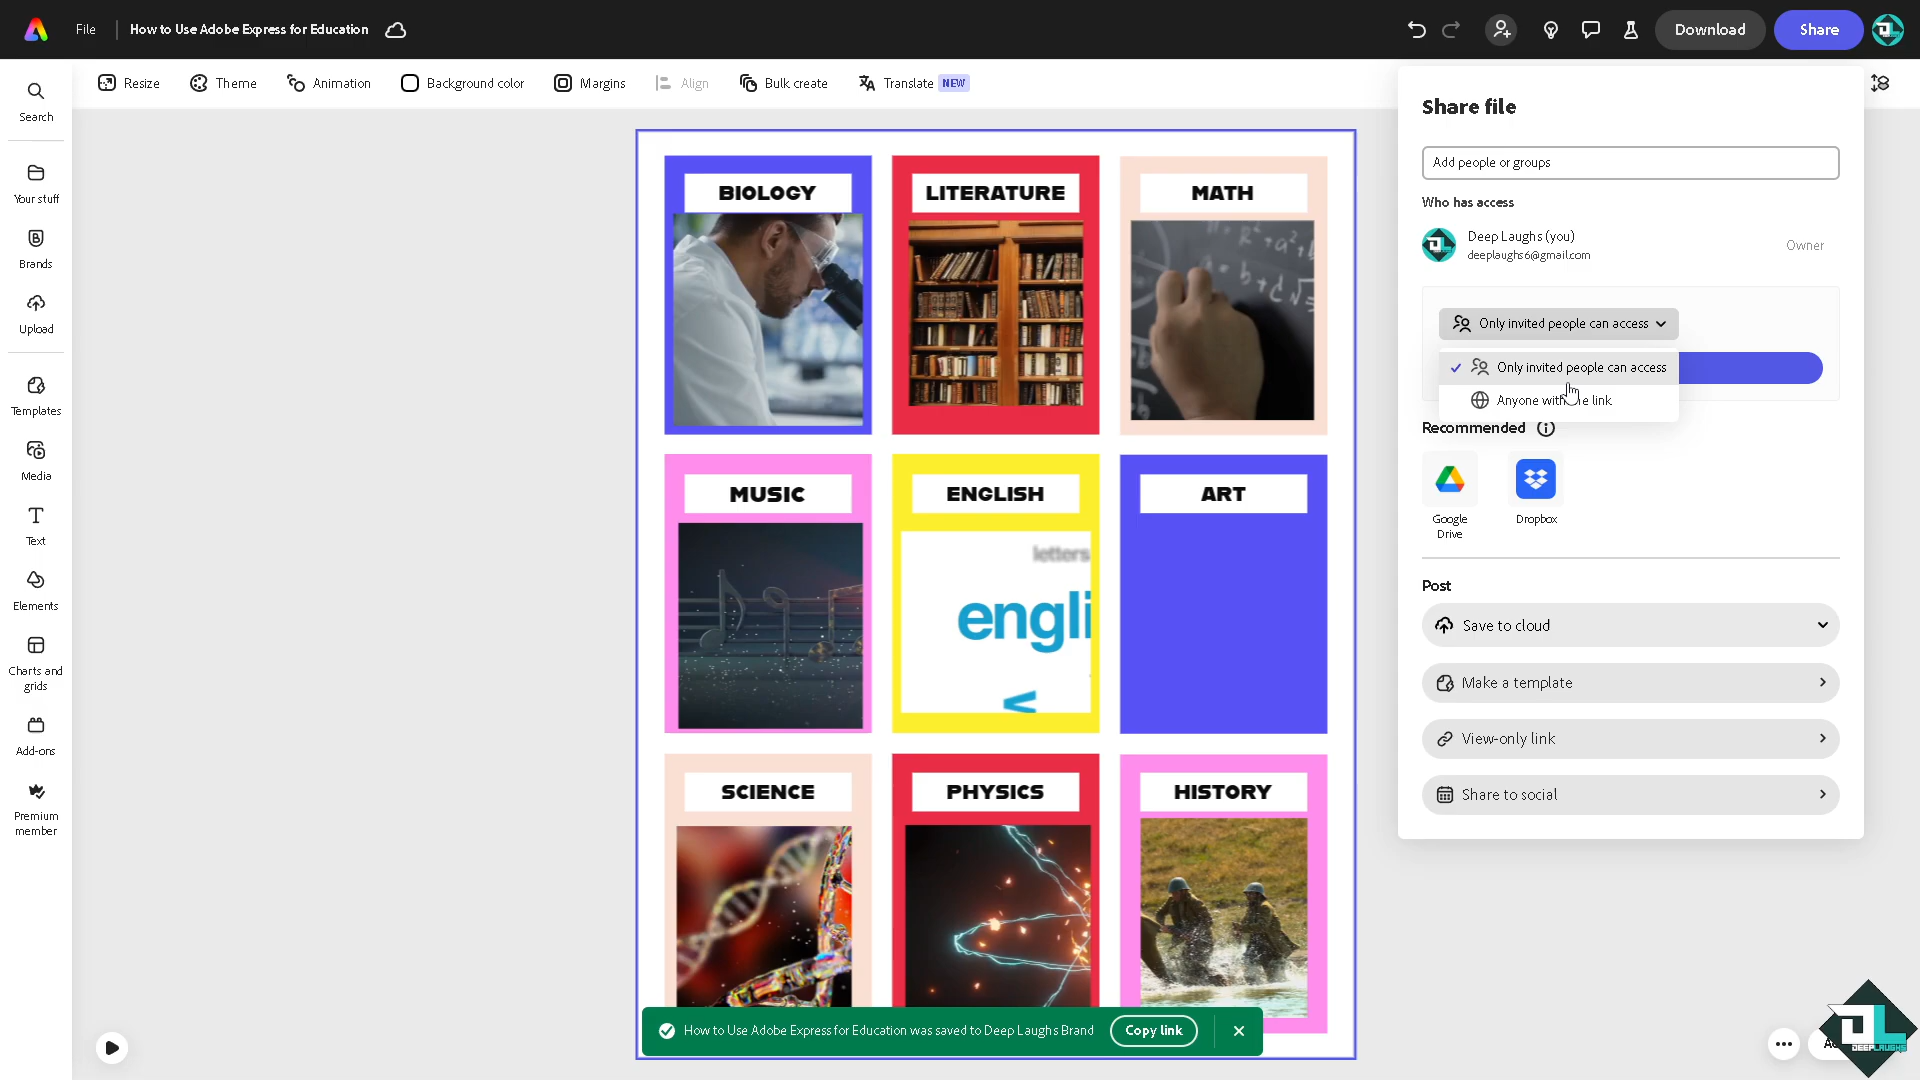 File
How to Use Adobe Express for Education
Download
Share
Resize
Theme
Animation
Background color
Margins
Align
Bulk create
Translate
NEW
Search
Your stuff
Brands
Upload
Templates
Media
Text
Elements
Charts and
grids
Add-ons
Premium
member
BIOLOGY
LITERATURE
MATH
MUSIC
ENGLISH
letters
engli
ART
SCIENCE
PHYSICS
HISTORY
How to Use Adobe Express for Education was saved to Deep Laughs Brand
Copy link
Share file
Add people or groups
Who has access
Deep Laughs (you)
deeplaughs6@gmail.com
Owner
Only invited people can access
Only invited people can access
Anyone with the link
Recommended
Google
Drive
Dropbox
Post
Save to cloud
Make a template
View-only link
Share to social
DEEPLAUGHS